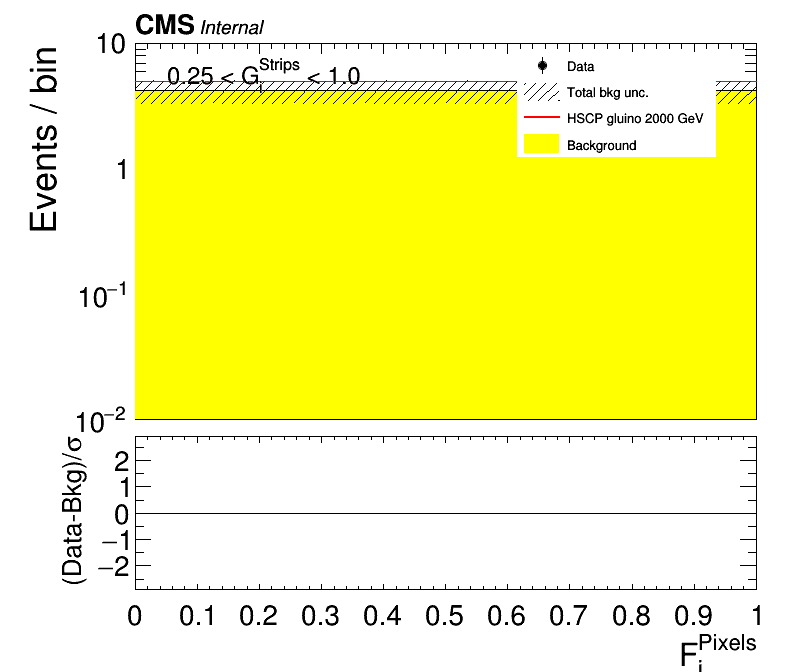 CMS Internal
10
1
10⁻¹
10⁻²
Events / bin
0.25 < G_i^Strips < 1.0
Data
Total bkg unc.
HSCP gluino 2000 GeV
Background
(Data-Bkg)/σ
2
1
0
−1
−2
0 0.1 0.2 0.3 0.4 0.5 0.6 0.7 0.8 0.9 1
F_i^Pixels